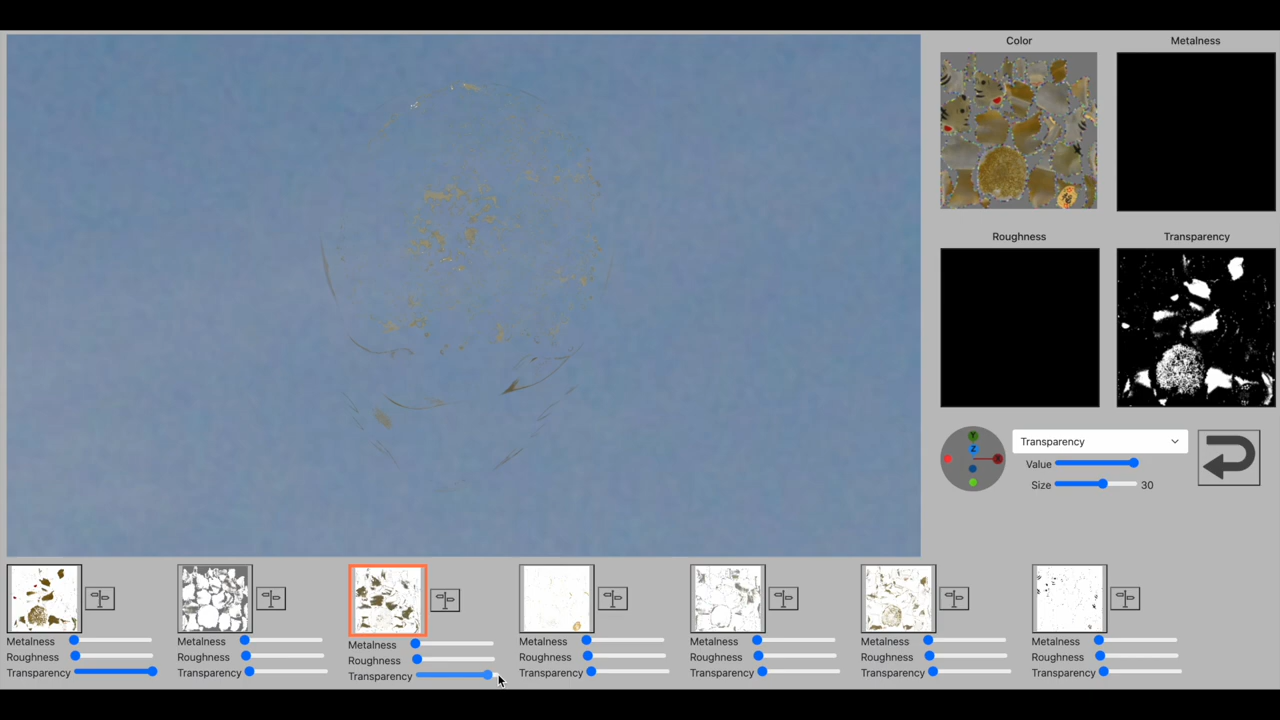 Color
Metalness
Roughness
Transparency
Y
Z
X
Transparency
Value
Size
30
Metalness
Roughness
Transparency
Metalness
Roughness
Transparency
Metalness
Roughness
Transparency
Metalness
Roughness
Transparency
Metalness
Roughness
Transparency
Metalness
Roughness
Transparency
Metalness
Roughness
Transparency